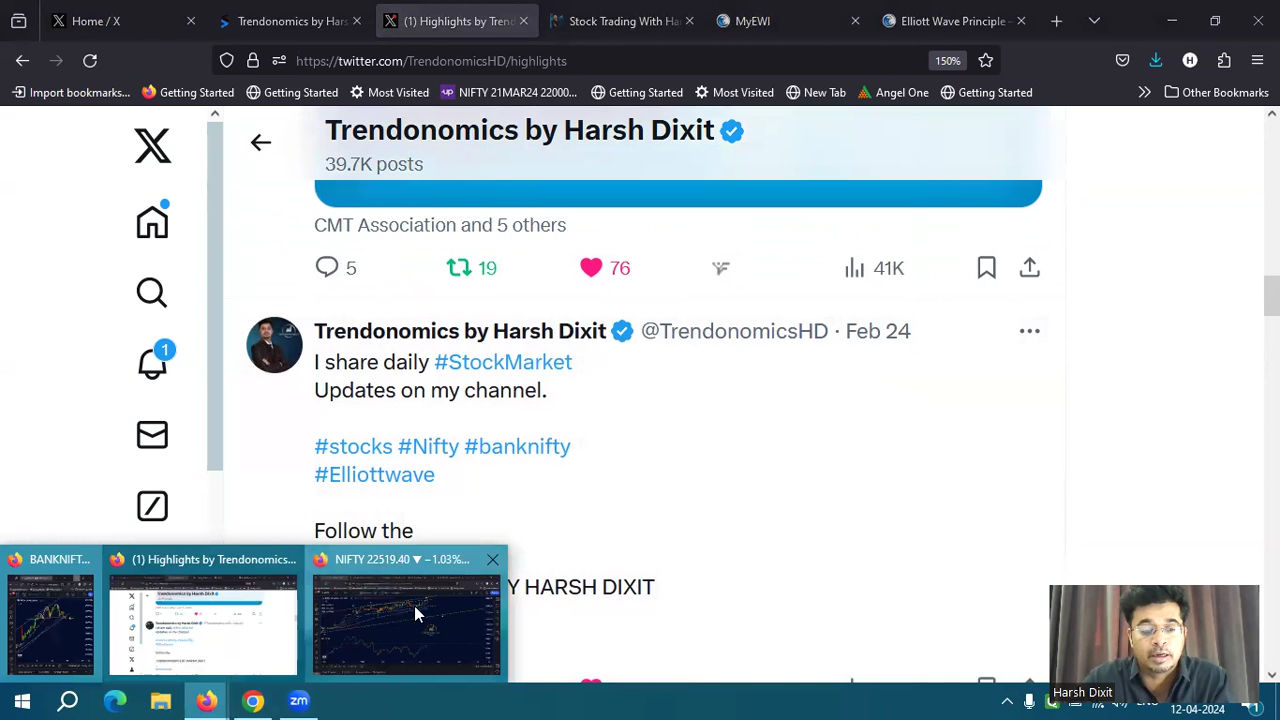 Home / X
Trendonomics by Hars
(1) Highlights by Trend
Stock Trading With Har
MyEWI
Elliott Wave Principle -
https://twitter.com/TrendonomicsHD/highlights
150%
Import bookmarks...
Getting Started
Getting Started
Most Visited
NIFTY 21MAR24 22000...
Getting Started
Most Visited
New Tab
Angel One
Getting Started
Other Bookmarks
Trendonomics by Harsh Dixit
39.7K posts
CMT Association and 5 others
5
19
76
41K
Trendonomics by Harsh Dixit @TrendonomicsHD · Feb 24
I share daily #StockMarket
Updates on my channel.
#stocks #Nifty #banknifty
#Elliottwave
Follow the
Y HARSH DIXIT
1
BANKNIFT...
(1) Highlights by Trendonomics...
NIFTY 22519.40 ▼ −1.03%...
Harsh Dixit
zm
12-04-2024